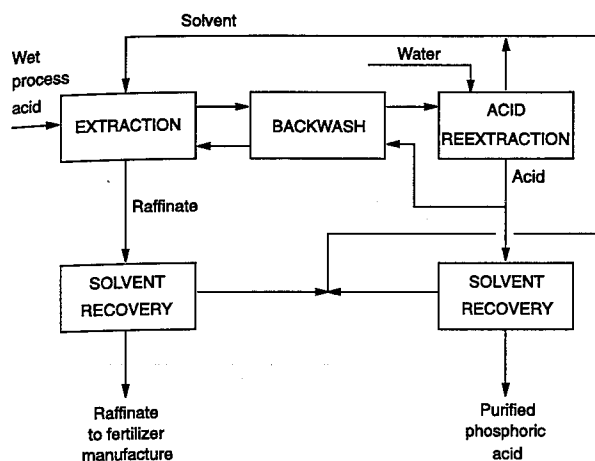 Solvent
Wet
process
acid
Water
EXTRACTION
BACKWASH
ACID
REEXTRACTION
Raffinate
Acid
SOLVENT
RECOVERY
SOLVENT
RECOVERY
Raffinate
to fertilizer
manufacture
Purified
phosphoric
acid